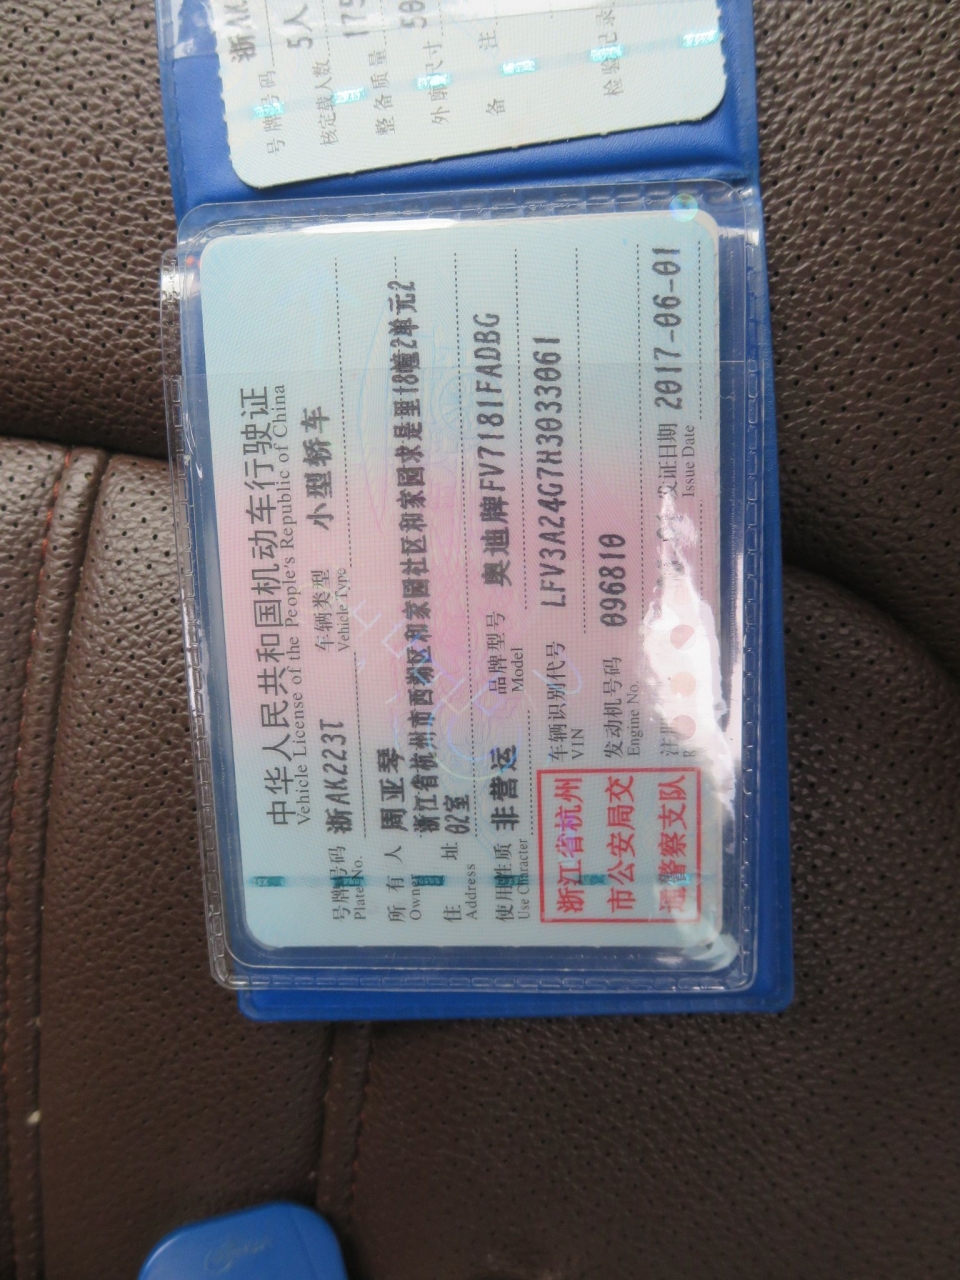 中华人民共和国机动车行驶证
Vehicle License of the People's Republic of China
号牌号码 浙AK223T 车辆类型 小型轿车
Plate No. Vehicle Type
所有人 周亚琴
Owner
住址 浙江省杭州市西湖区和家园社区和家园求是里18幢2单元2
Address 02室
使用性质 非营运 品牌型号 奥迪牌FV7181FADBG
Use Character Model
浙江省杭州
市公安局交
通警察支队
车辆识别代号 LFV3A24G7H3033061
VIN
发动机号码 096810
Engine No.
发证日期 2017-06-01
Issue Date
号牌号码 浙AK
核定载人数 5人
整备质量 175
外廓尺寸 50
备注
检验记录